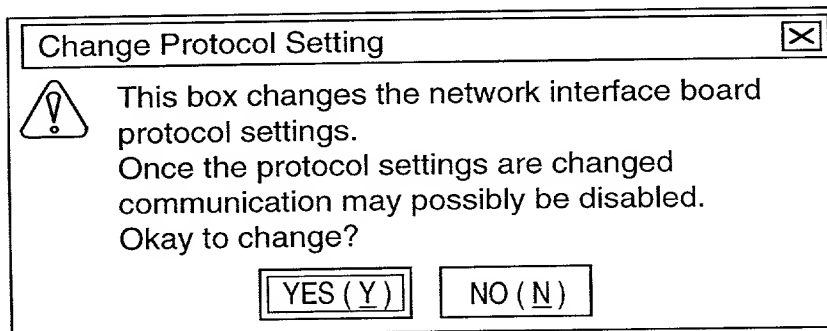 Change Protocol Setting
This box changes the network interface board
protocol settings.
Once the protocol settings are changed
communication may possibly be disabled.
Okay to change?
YES ( Y ) NO ( N )